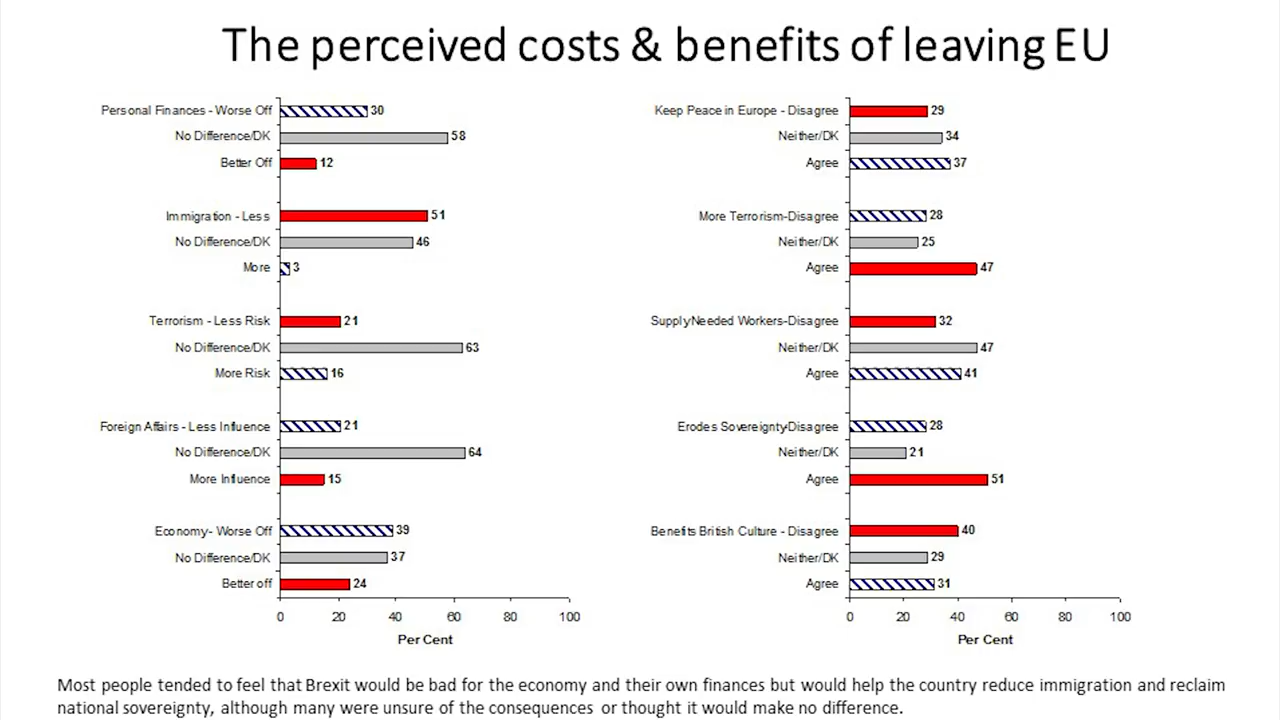 The perceived costs & benefits of leaving EU
Personal Finances - Worse Off 30
No Difference/DK 58
Better Off 12
Immigration - Less 51
No Difference/DK 46
More 3
Terrorism - Less Risk 21
No Difference/DK 63
More Risk 16
Foreign Affairs - Less Influence 21
No Difference/DK 64
More Influence 15
Economy- Worse Off 39
No Difference/DK 37
Better off 24
0 20 40 60 80 100
Per Cent
Keep Peace in Europe - Disagree 29
Neither/DK 34
Agree 37
More Terrorism-Disagree 28
Neither/DK 25
Agree 47
SupplyNeeded Workers-Disagree 32
Neither/DK 47
Agree 41
Erodes Sovereignty-Disagree 28
Neither/DK 21
Agree 51
Benefits British Culture - Disagree 40
Neither/DK 29
Agree 31
0 20 40 60 80 100
Per Cent
Most people tended to feel that Brexit would be bad for the economy and their own finances but would help the country reduce immigration and reclaim
national sovereignty, although many were unsure of the consequences or thought it would make no difference.